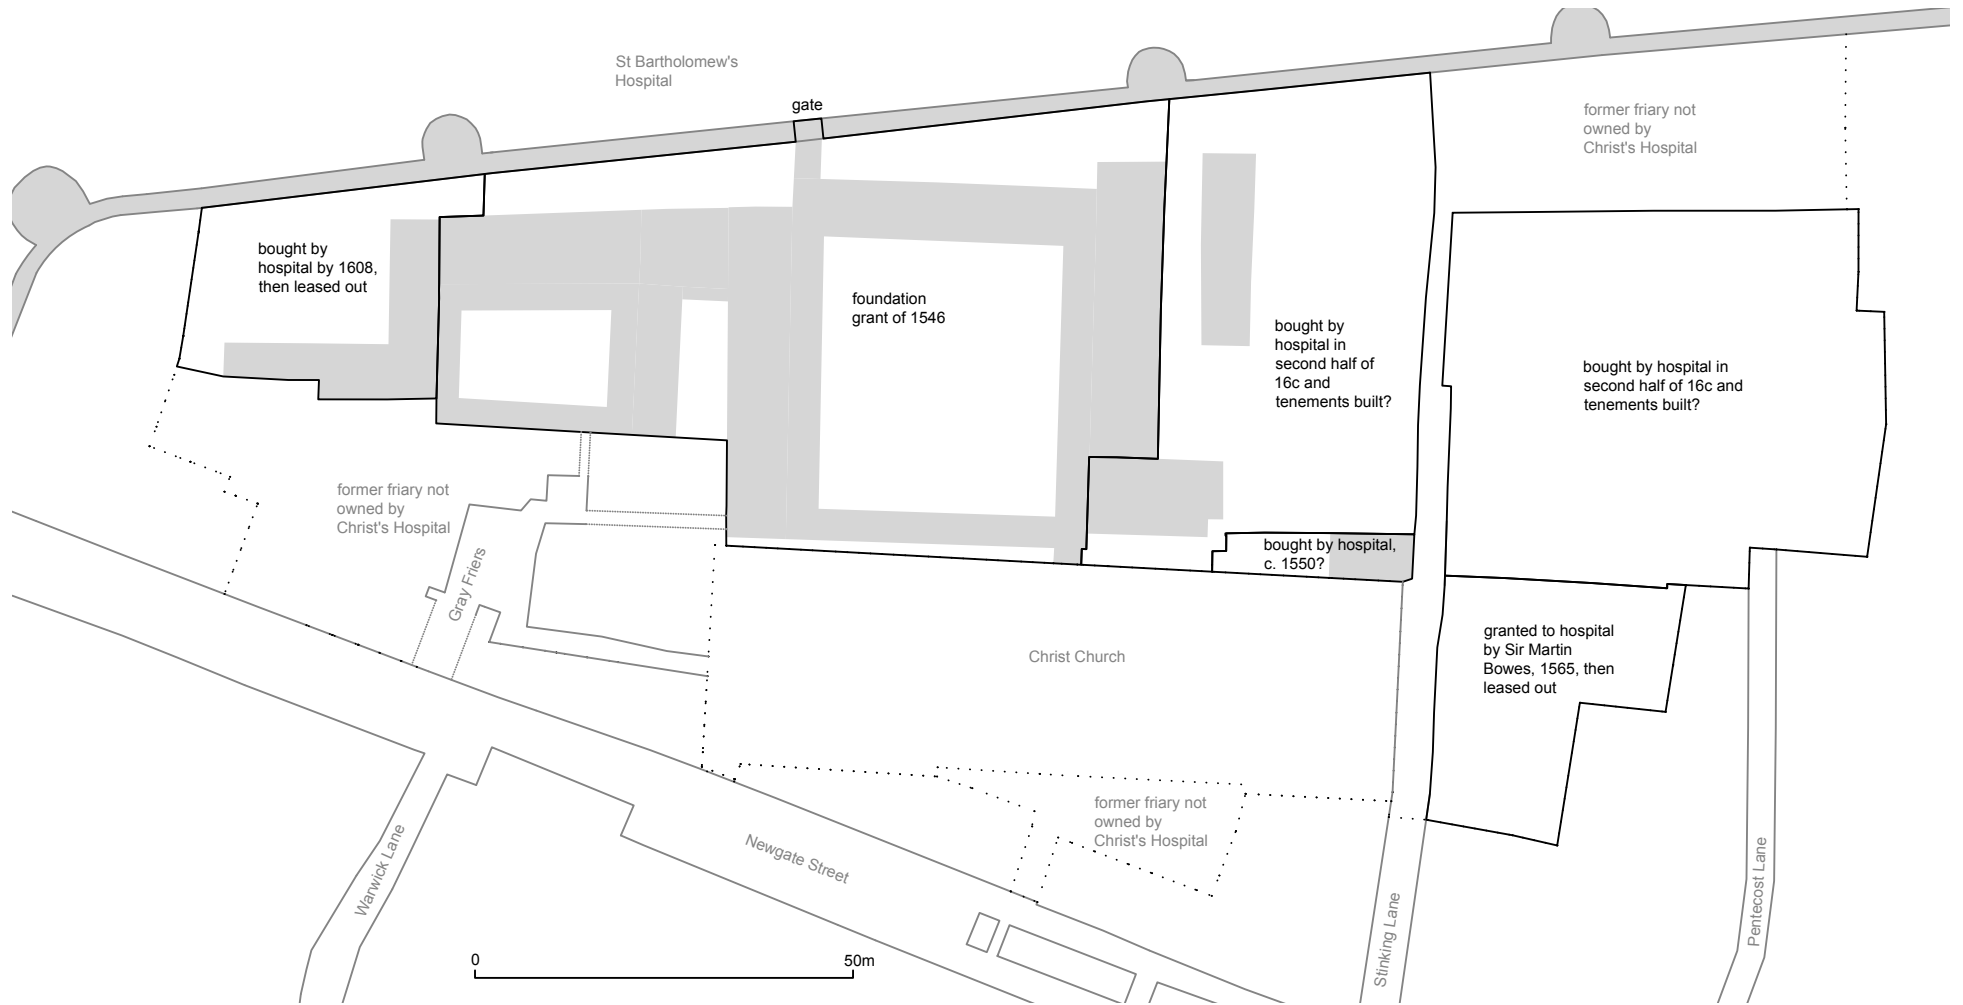 St Bartholomew's
Hospital
gate
former friary not
owned by
Christ's Hospital
bought by
hospital by 1608,
then leased out
foundation
grant of 1546
bought by
hospital in
second half of
16c and
tenements built?
bought by hospital in
second half of 16c and
tenements built?
former friary not
owned by
Christ's Hospital
Gray Friers
bought by hospital,
c. 1550?
Christ Church
granted to hospital
by Sir Martin
Bowes, 1565, then
leased out
former friary not
owned by
Christ's Hospital
Warwick Lane
Newgate Street
Stinking Lane
Pentecost Lane
0
50m